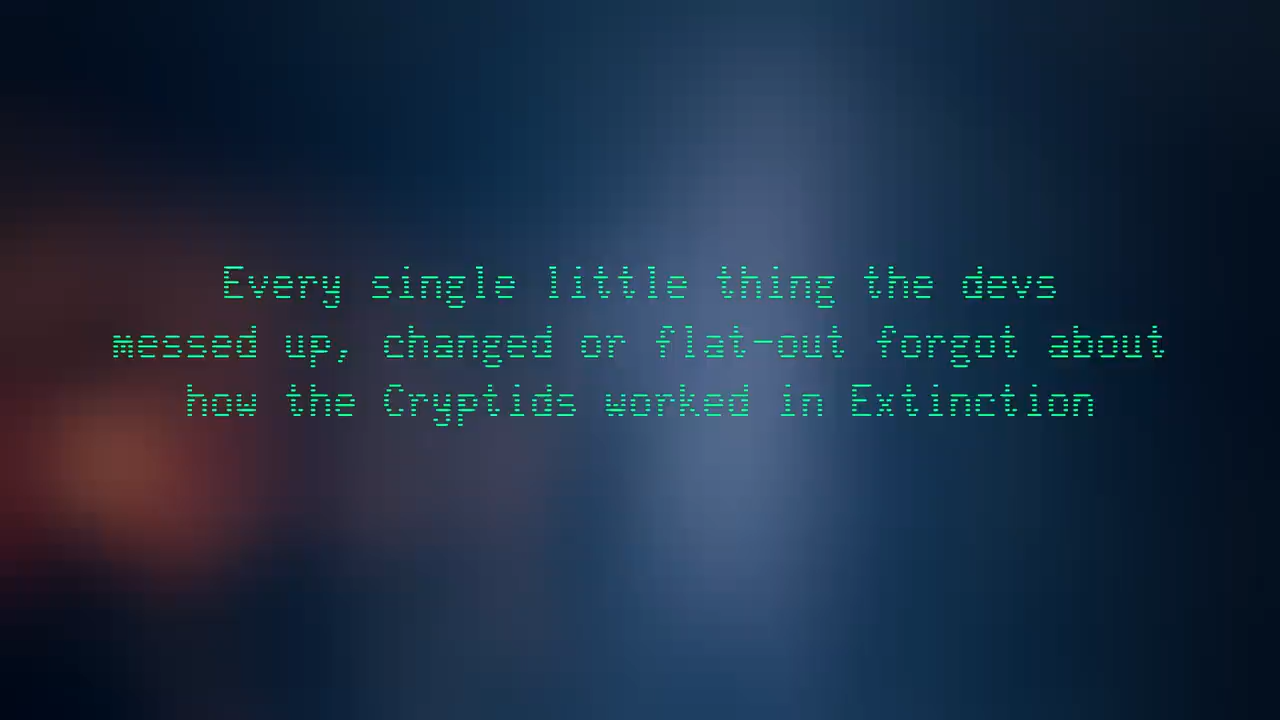 Every single little thing the devs
messed up, changed or flat-out forgot about
how the Cryptids worked in Extinction